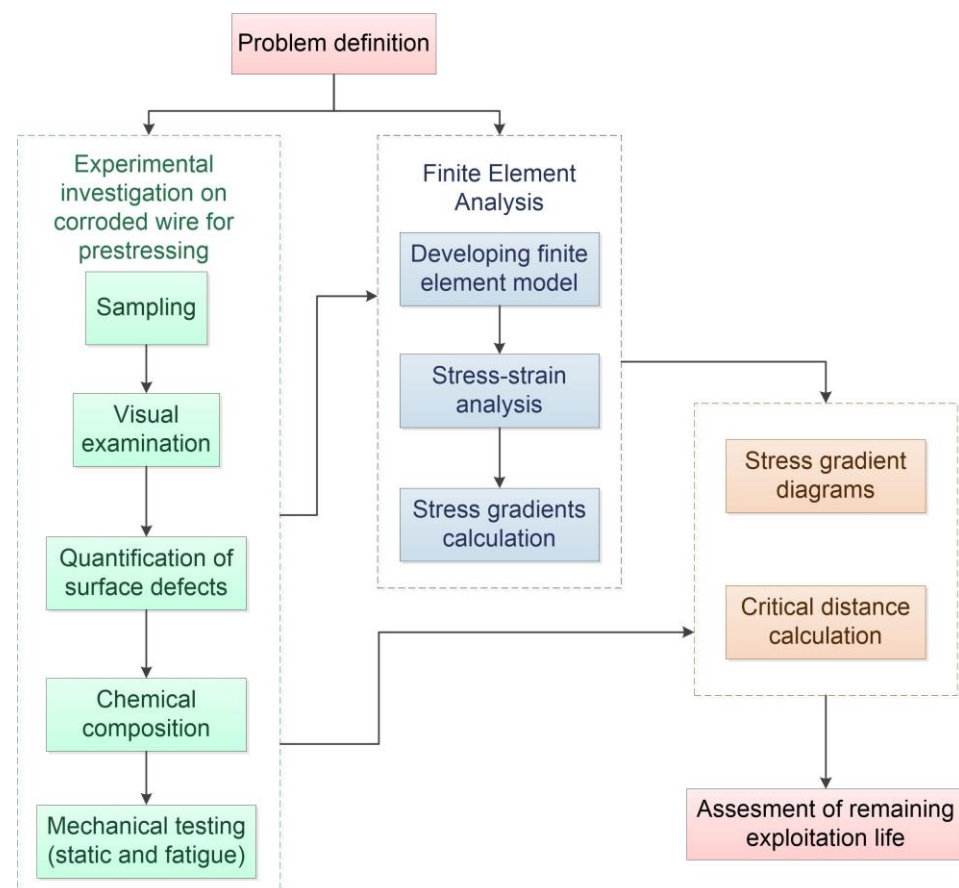 Problem definition
Experimental
investigation on
corroded wire for
prestressing
Sampling
Visual
examination
Quantification of
surface defects
Chemical
composition
Mechanical testing
(static and fatigue)
Finite Element
Analysis
Developing finite
element model
Stress-strain
analysis
Stress gradients
calculation
Stress gradient
diagrams
Critical distance
calculation
Assesment of remaining
exploitation life